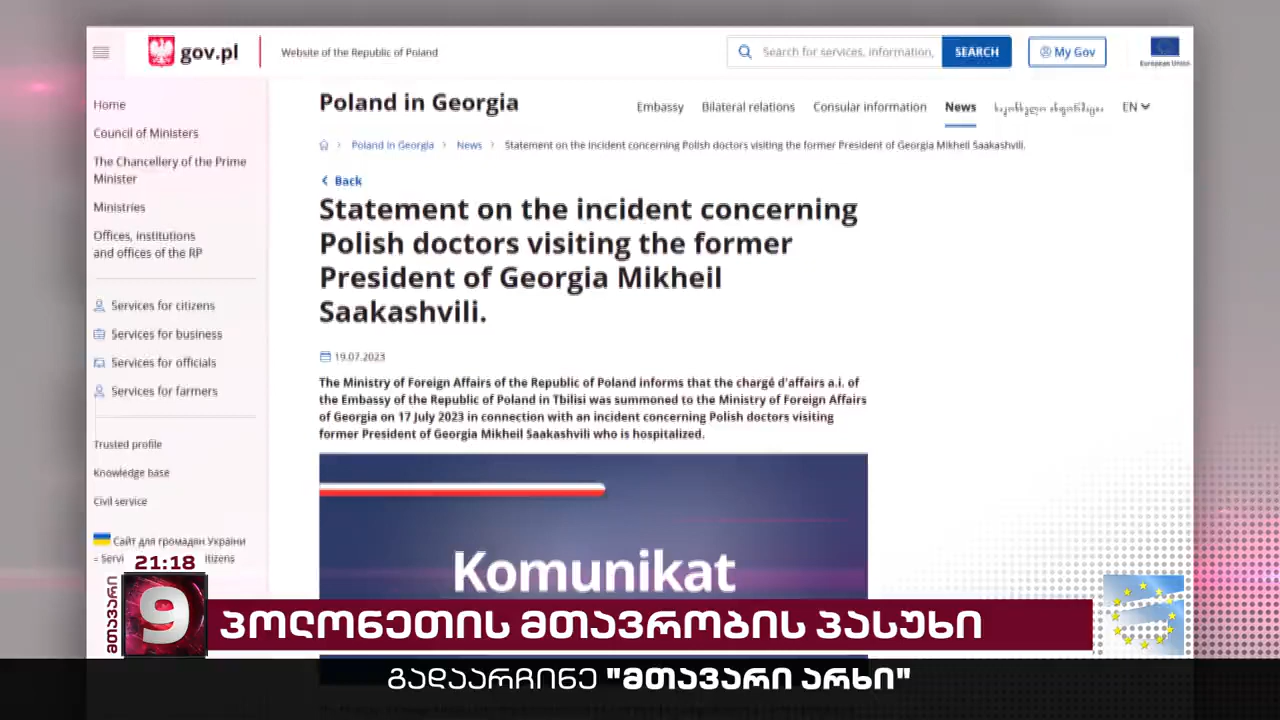 gov.pl
Website of the Republic of Poland
Search for services, information,
SEARCH
My Gov
European Union
Home
Council of Ministers
The Chancellery of the Prime
Minister
Ministries
Offices, institutions
and offices of the RP
Services for citizens
Services for business
Services for officials
Services for farmers
Trusted profile
Knowledge base
Civil service
Сайт для громадян України
Poland in Georgia
Embassy
Bilateral relations
Consular information
News
EN
Poland in Georgia
News
Statement on the incident concerning Polish doctors visiting the former President of Georgia Mikheil Saakashvili.
Back
Statement on the incident concerning
Polish doctors visiting the former
President of Georgia Mikheil
Saakashvili.
19.07.2023
The Ministry of Foreign Affairs of the Republic of Poland informs that the chargé d'affaires a.i. of
the Embassy of the Republic of Poland in Tbilisi was summoned to the Ministry of Foreign Affairs
of Georgia on 17 July 2023 in connection with an incident concerning Polish doctors visiting
former President of Georgia Mikheil Saakashvili who is hospitalized.
Komunikat
21:18
მთავარი
9
პოლონეთის მთავრობის პასუხი
გადაარჩინე "მთავარი არხი"